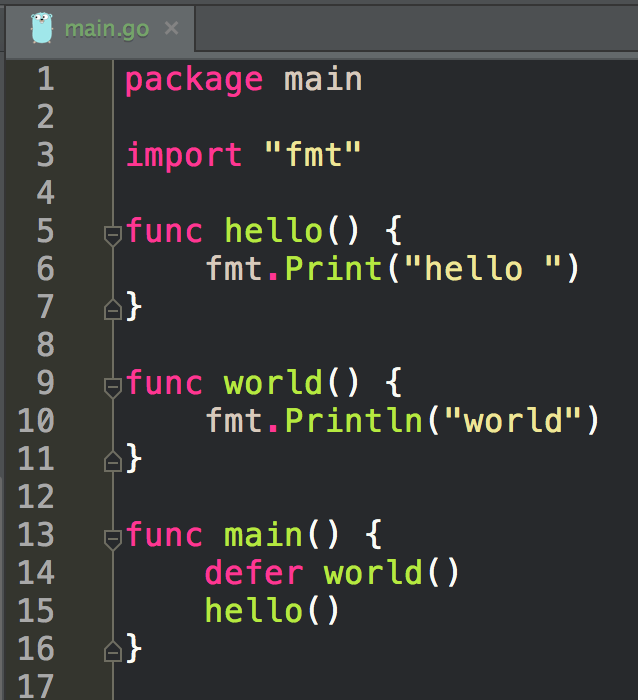 main.go ×
1 package main
2
3 import "fmt"
4
5 func hello() {
6     fmt.Print("hello ")
7 }
8
9 func world() {
10     fmt.Println("world")
11 }
12
13 func main() {
14     defer world()
15     hello()
16 }
17